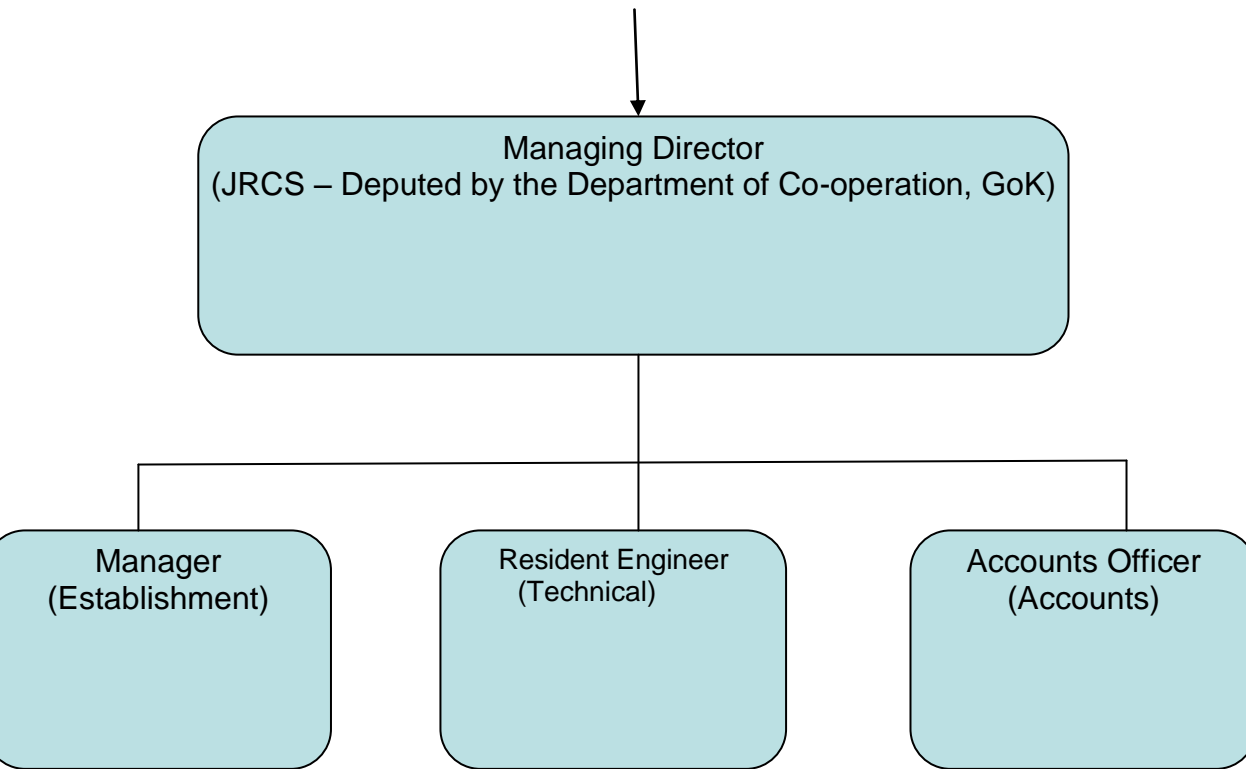 Managing Director
(JRCS – Deputed by the Department of Co-operation, GoK)
Manager
(Establishment)
Resident Engineer
(Technical)
Accounts Officer
(Accounts)